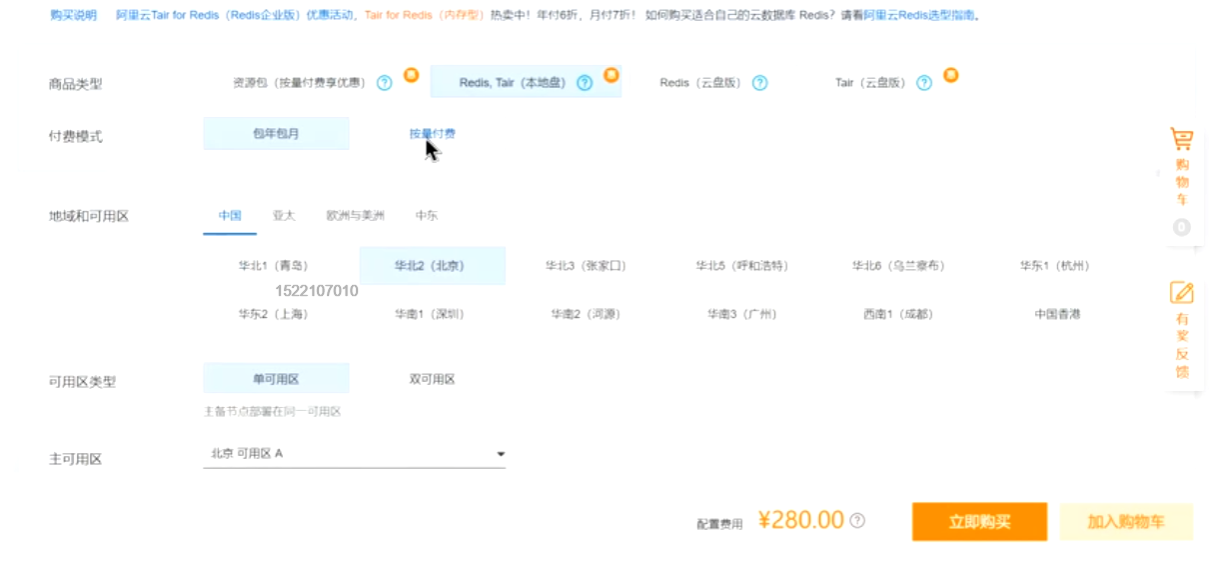 购买说明 阿里云Tair for Redis（Redis企业版）优惠活动，Tair for Redis（内存型）热卖中！年付6折，月付7折！ 如何购买适合自己的云数据库 Redis？请看阿里云Redis选型指南。
商品类型 资源包（按量付费享优惠） ? Redis, Tair（本地盘） ? Redis（云盘版） ? Tair（云盘版） ?
付费模式 包年包月 按量付费
地域和可用区 中国 亚太 欧洲与美洲 中东
华北1（青岛） 华北2（北京） 华北3（张家口） 华北5（呼和浩特） 华北6（乌兰察布） 华东1（杭州）
1522107010
华东2（上海） 华南1（深圳） 华南2（河源） 华南3（广州） 西南1（成都） 中国香港
可用区类型 单可用区 双可用区
主备节点部署在同一可用区
主可用区 北京 可用区 A
配置费用 ¥280.00 ? 立即购买 加入购物车
购物车
0
有奖反馈